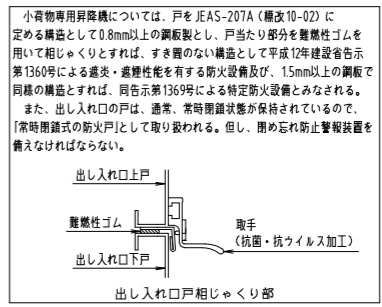 小荷物専用昇降機については、戸をJEAS-207A（標改10-02）に
定める構造として0.8mm以上の鋼板製とし、戸当たり部分を難燃性ゴムを
用いて相じゃくりとすれば、すき間のない構造として平成12年建設省告示
第1360号による遮炎・遮煙性能を有する防火設備及び、1.5mm以上の鋼板で
同様の構造とすれば、同告示第1369号による特定防火設備とみなされる。
また、出し入れ口の戸は、通常、常時閉鎖状態が保持されているので、
「常時閉鎖式の防火戸」として取り扱われる。但し、閉め忘れ防止警報装置を
備えなければならない。
出し入れ口上戸
難燃性ゴム
取手
（抗菌・抗ウイルス加工）
出し入れ口下戸
出し入れ口戸相じゃくり部